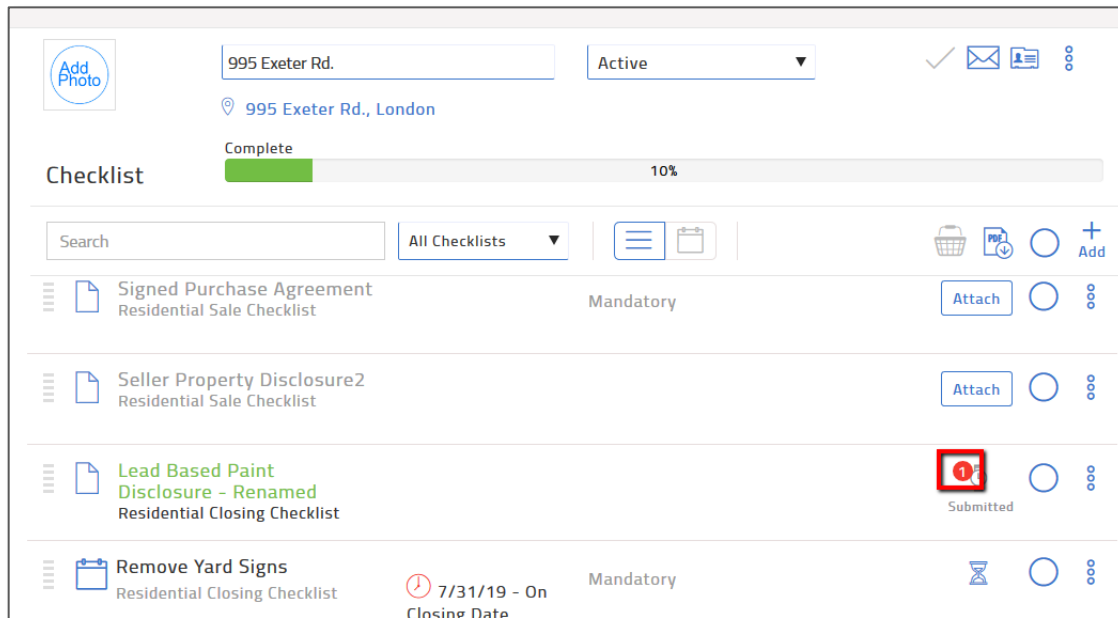 Add
Photo
995 Exeter Rd.
Active
995 Exeter Rd., London
Complete
Checklist
10%
Search
All Checklists
PDF
Add
Signed Purchase Agreement
Residential Sale Checklist
Mandatory
Attach
Seller Property Disclosure2
Residential Sale Checklist
Attach
Lead Based Paint
Disclosure - Renamed
Residential Closing Checklist
1
Submitted
Remove Yard Signs
Residential Closing Checklist
7/31/19 - On
Closing Date
Mandatory